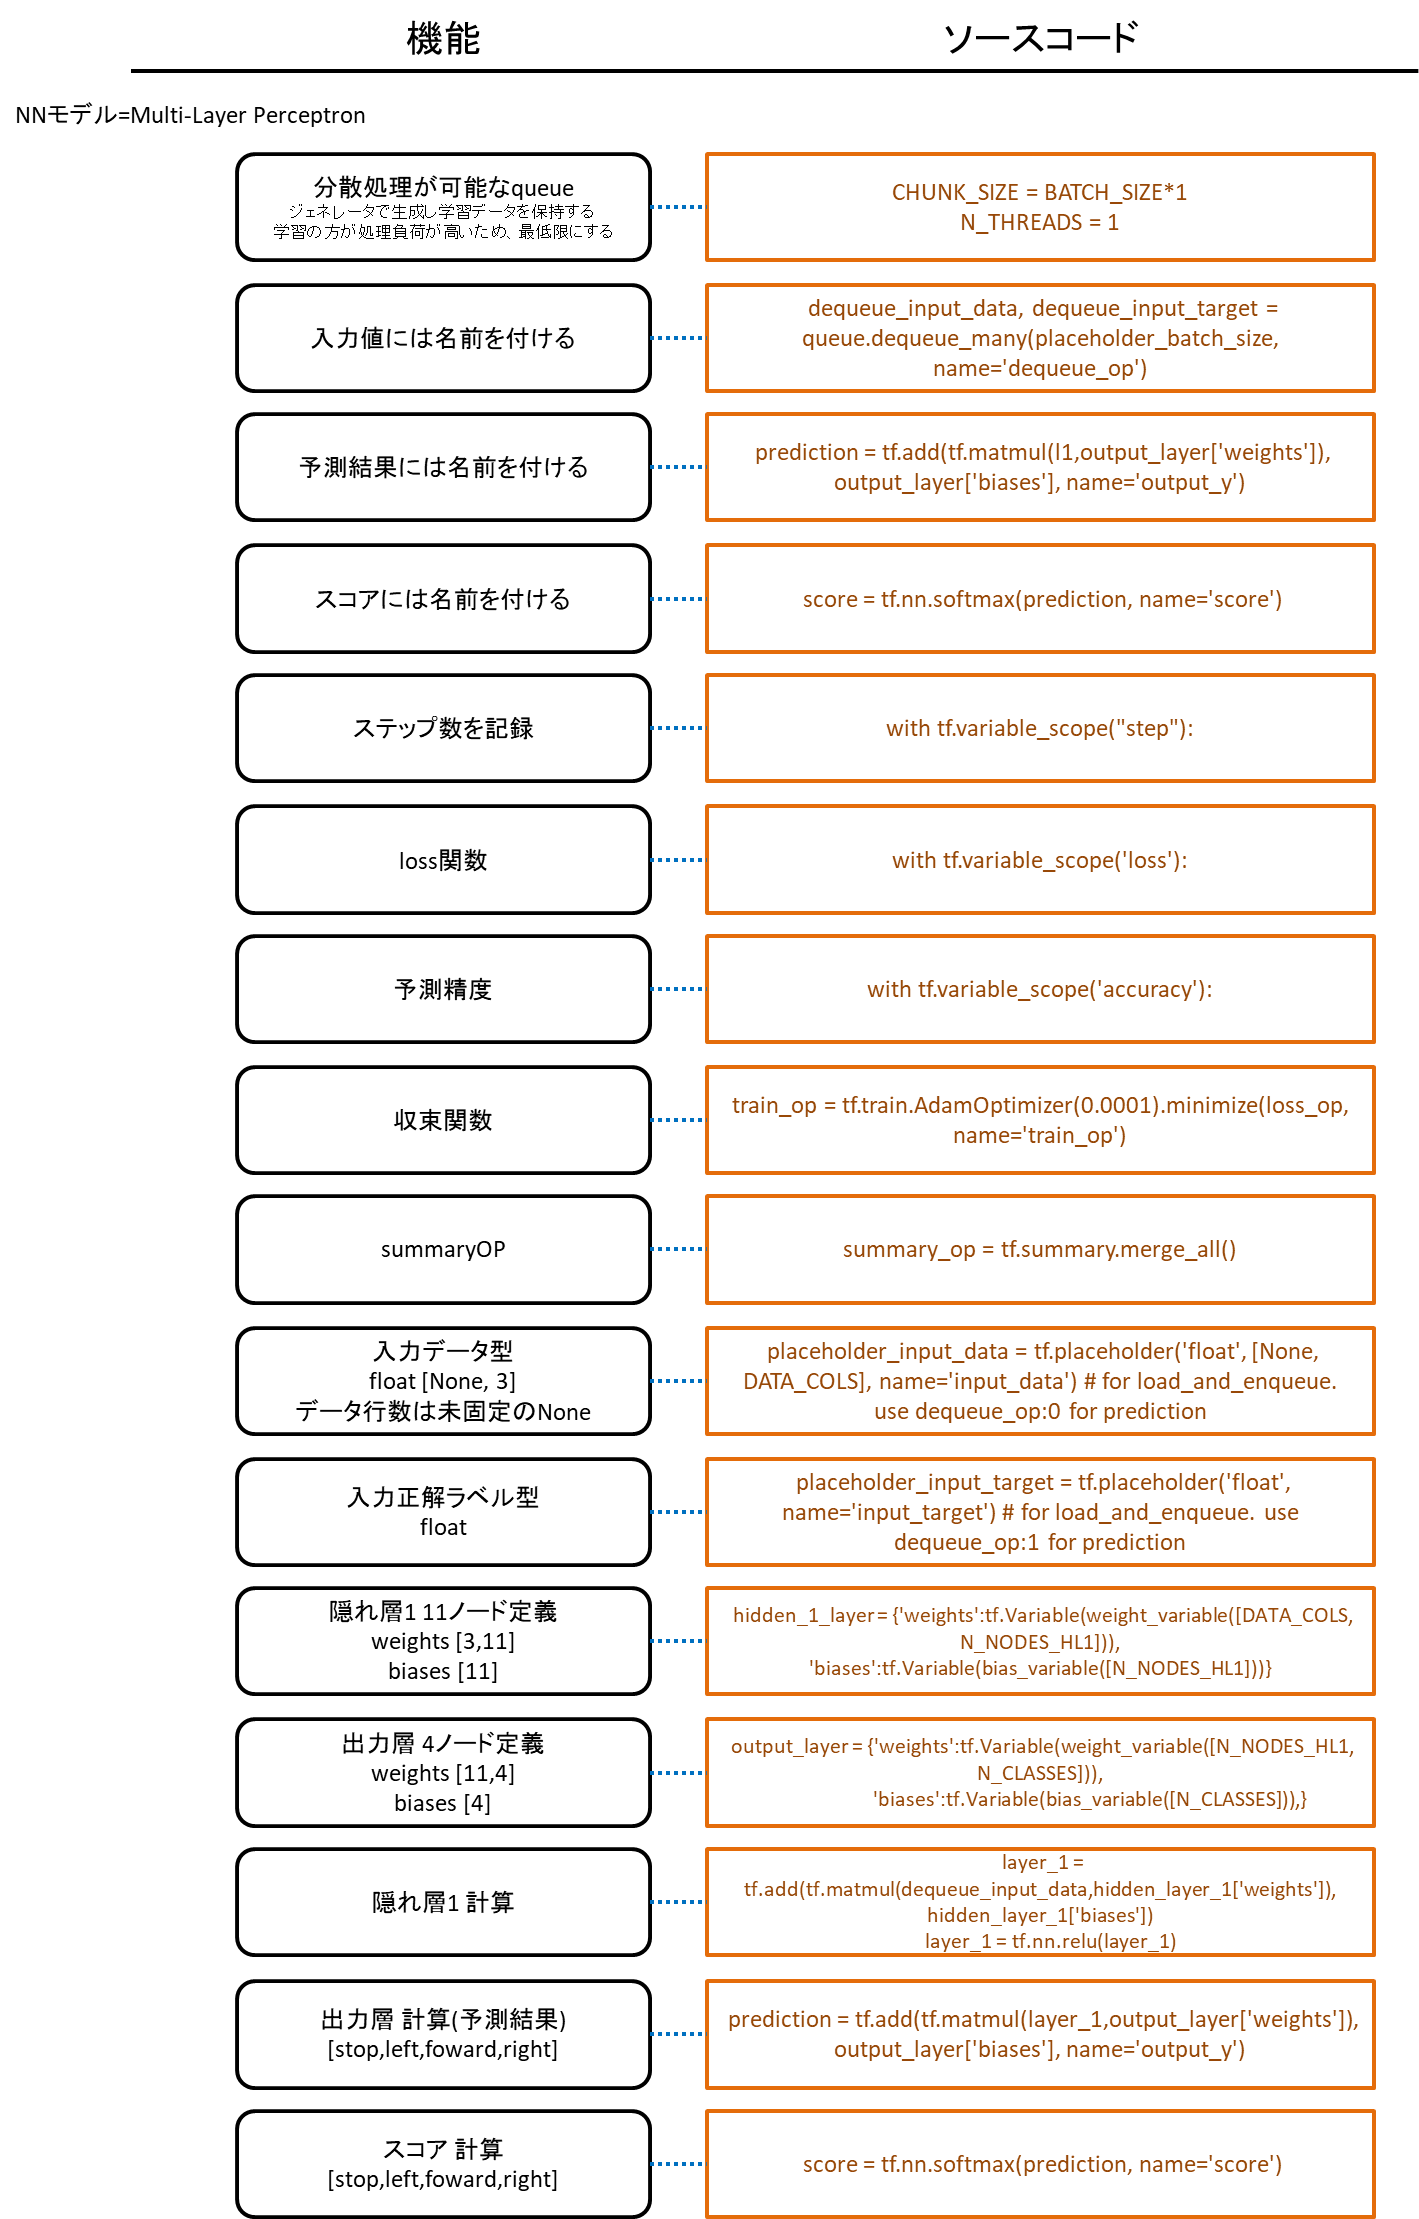 機能
ソースコード
NNモデル=Multi-Layer Perceptron
分散処理が可能なqueue
ジェネレータで生成し学習データを保持する
学習の方が処理負荷が高いため、最低限にする
CHUNK_SIZE = BATCH_SIZE*1
N_THREADS = 1
入力値には名前を付ける
dequeue_input_data, dequeue_input_target =
queue.dequeue_many(placeholder_batch_size,
name='dequeue_op')
予測結果には名前を付ける
prediction = tf.add(tf.matmul(l1,output_layer['weights']),
output_layer['biases'], name='output_y')
スコアには名前を付ける
score = tf.nn.softmax(prediction, name='score')
ステップ数を記録
with tf.variable_scope("step"):
loss関数
with tf.variable_scope('loss'):
予測精度
with tf.variable_scope('accuracy'):
収束関数
train_op = tf.train.AdamOptimizer(0.0001).minimize(loss_op,
name='train_op')
summaryOP
summary_op = tf.summary.merge_all()
入力データ型
float [None, 3]
データ行数は未固定のNone
placeholder_input_data = tf.placeholder('float', [None,
DATA_COLS], name='input_data') # for load_and_enqueue.
use dequeue_op:0 for prediction
入力正解ラベル型
float
placeholder_input_target = tf.placeholder('float',
name='input_target') # for load_and_enqueue. use
dequeue_op:1 for prediction
隠れ層1 11ノード定義
weights [3,11]
biases [11]
hidden_1_layer = {'weights':tf.Variable(weight_variable([DATA_COLS,
N_NODES_HL1])),
'biases':tf.Variable(bias_variable([N_NODES_HL1]))}
出力層 4ノード定義
weights [11,4]
biases [4]
output_layer = {'weights':tf.Variable(weight_variable([N_NODES_HL1,
N_CLASSES])),
'biases':tf.Variable(bias_variable([N_CLASSES])),}
隠れ層1 計算
layer_1 =
tf.add(tf.matmul(dequeue_input_data,hidden_layer_1['weights']),
hidden_layer_1['biases'])
layer_1 = tf.nn.relu(layer_1)
出力層 計算(予測結果)
[stop,left,foward,right]
prediction = tf.add(tf.matmul(layer_1,output_layer['weights']),
output_layer['biases'], name='output_y')
スコア 計算
[stop,left,foward,right]
score = tf.nn.softmax(prediction, name='score')